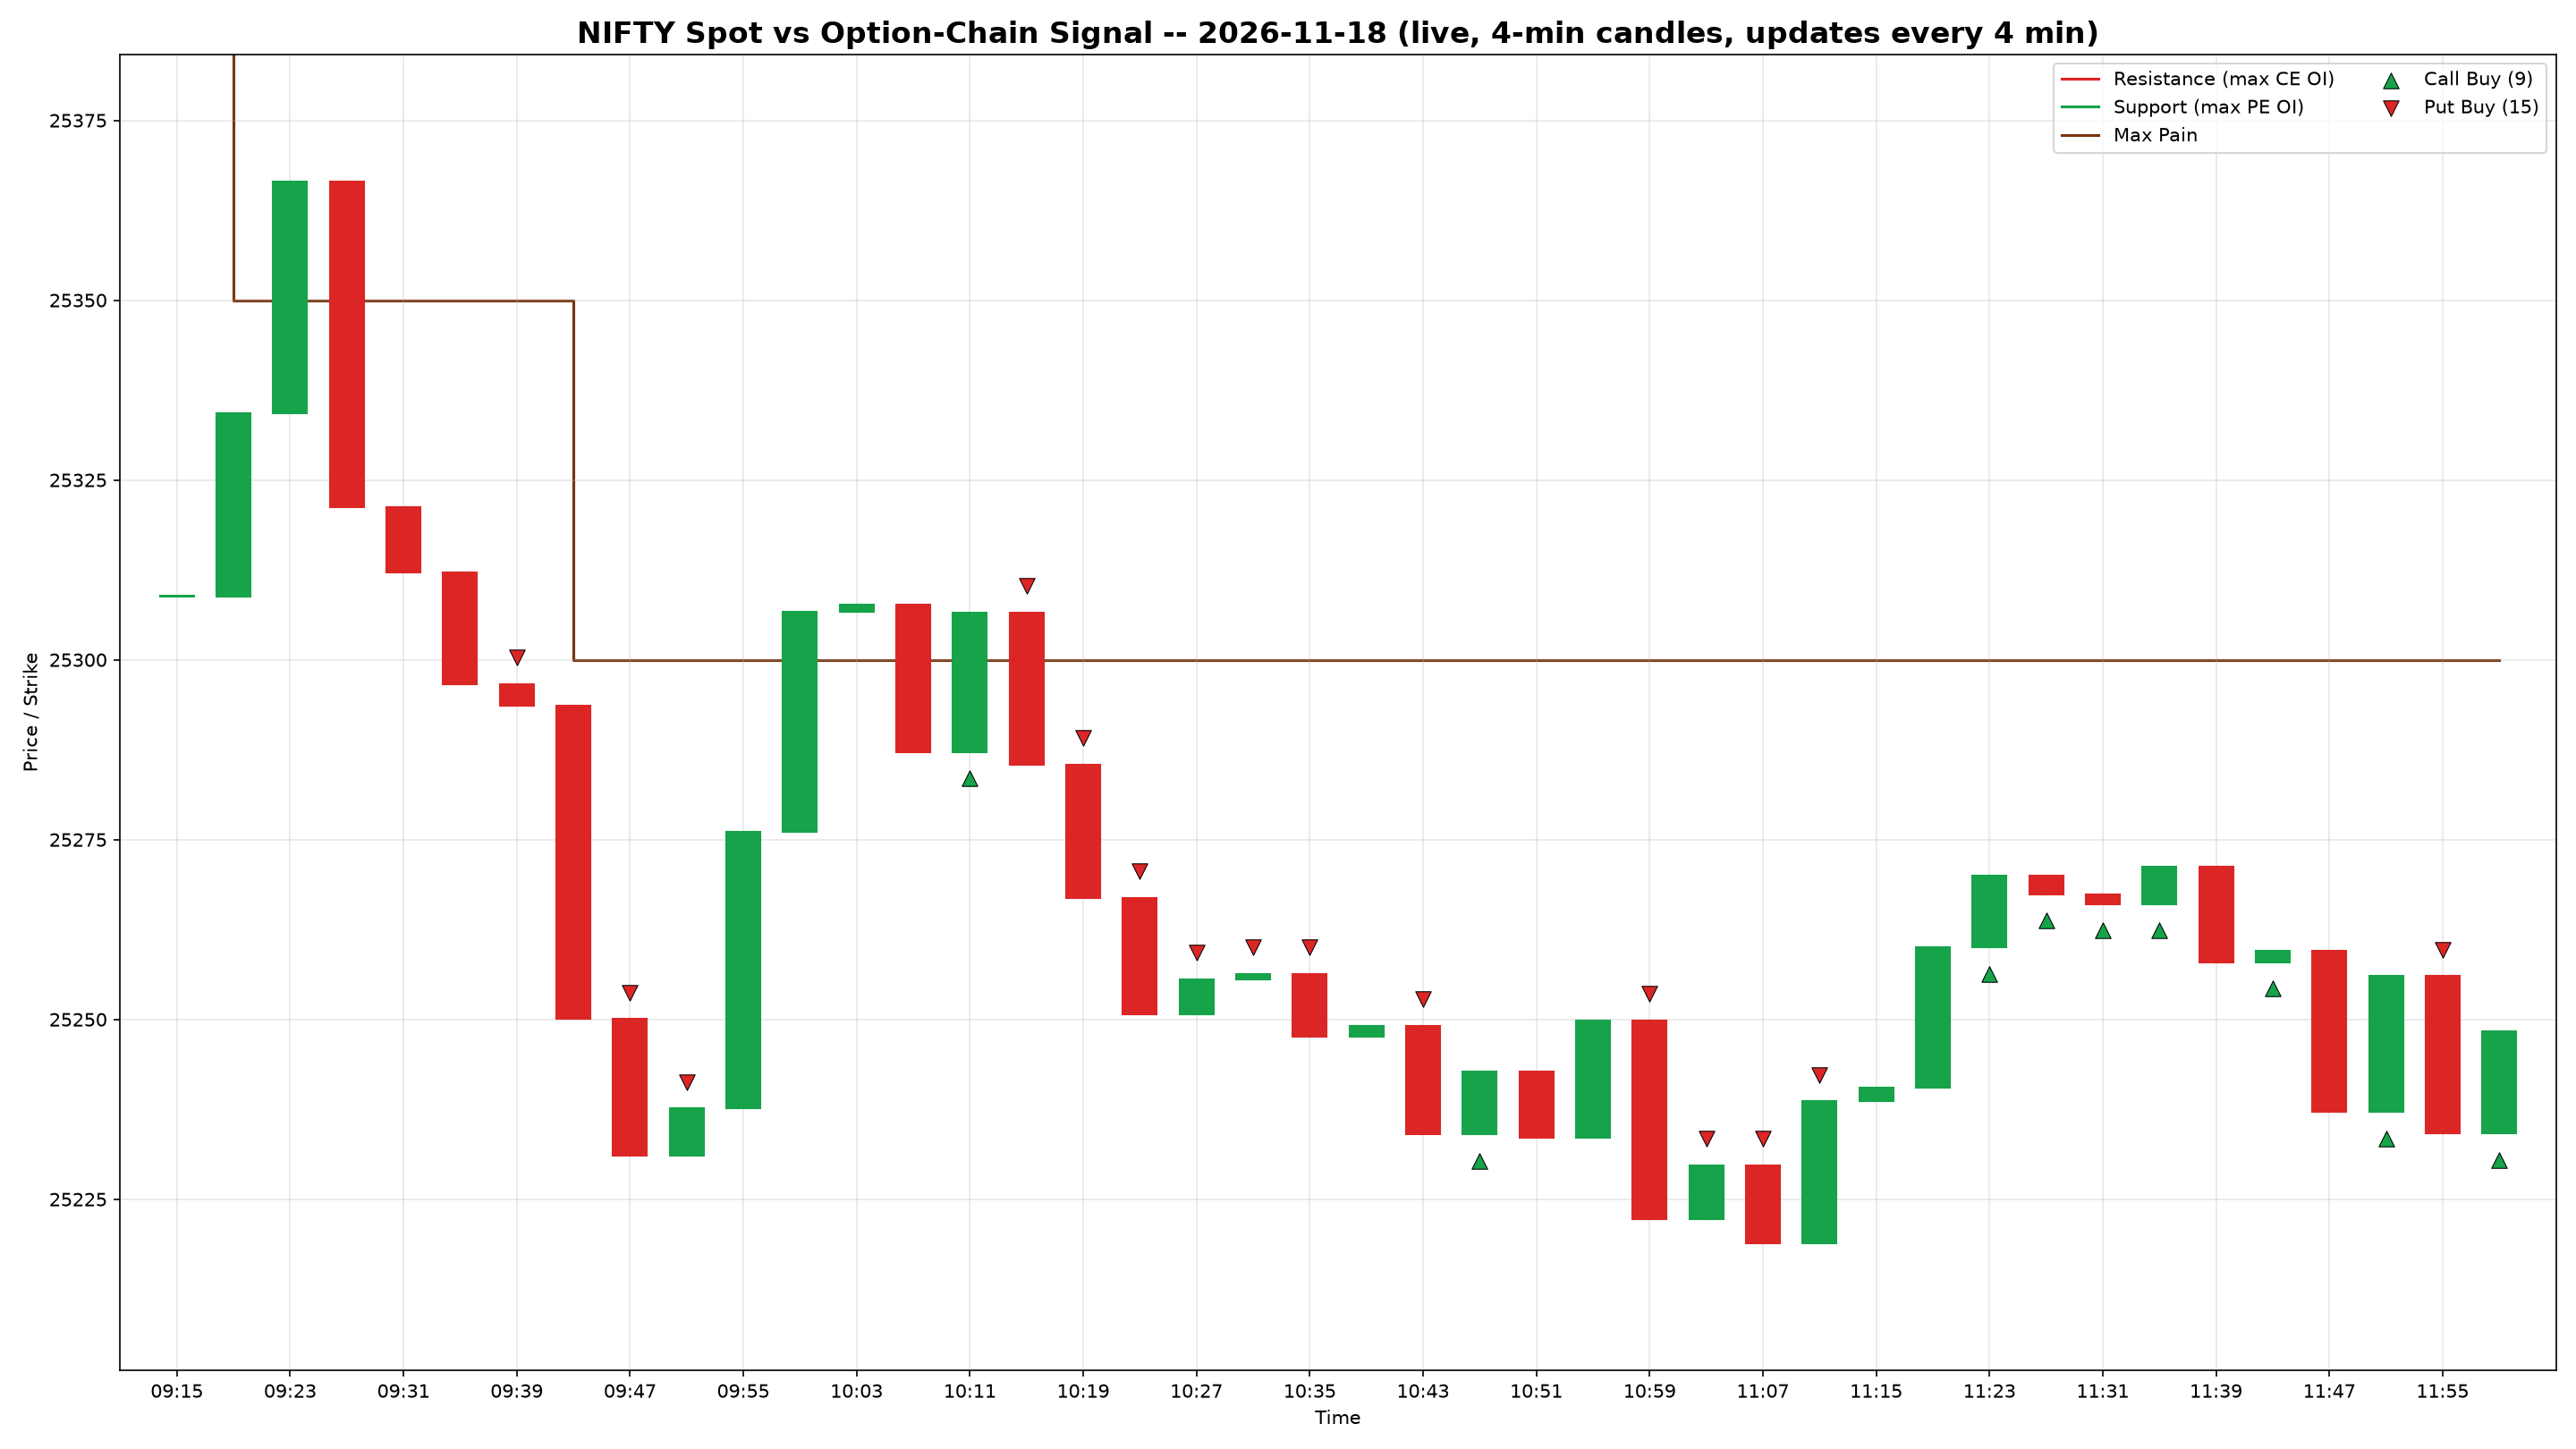 NIFTY Spot vs Option-Chain Signal -- 2026-11-18 (live, 4-min candles, updates every 4 min)
Resistance (max CE OI)
Support (max PE OI)
Max Pain
Call Buy (9)
Put Buy (15)
Price / Strike
25375
25350
25325
25300
25275
25250
25225
09:15 09:23 09:31 09:39 09:47 09:55 10:03 10:11 10:19 10:27 10:35 10:43 10:51 10:59 11:07 11:15 11:23 11:31 11:39 11:47 11:55
Time